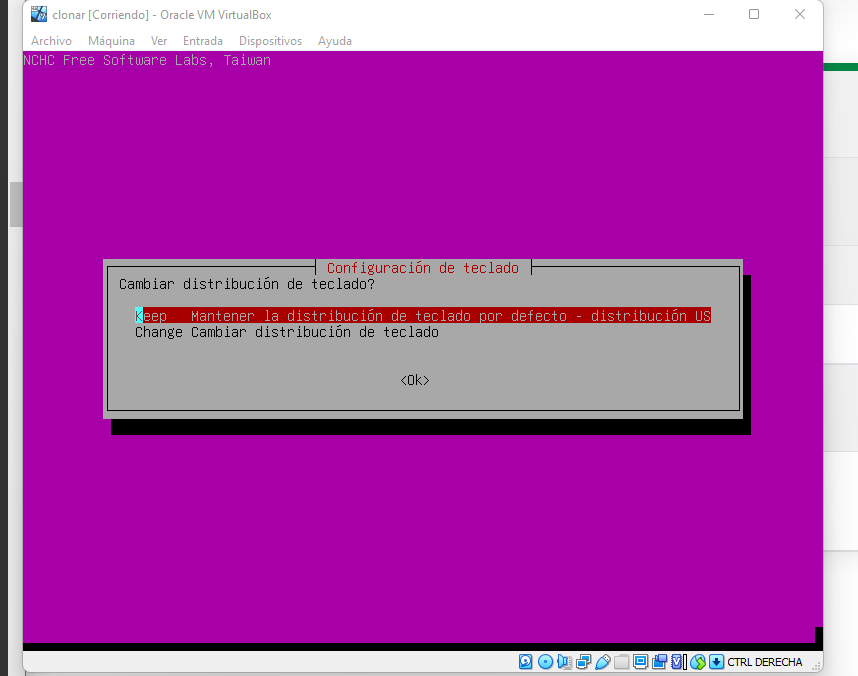 clonar [Corriendo] - Oracle VM VirtualBox
Archivo Máquina Ver Entrada Dispositivos Ayuda
NCHC Free Software Labs, Taiwan
Configuración de teclado
Cambiar distribución de teclado?
Keep Mantener la distribución de teclado por defecto - distribución US
Change Cambiar distribución de teclado
<Ok>
CTRL DERECHA